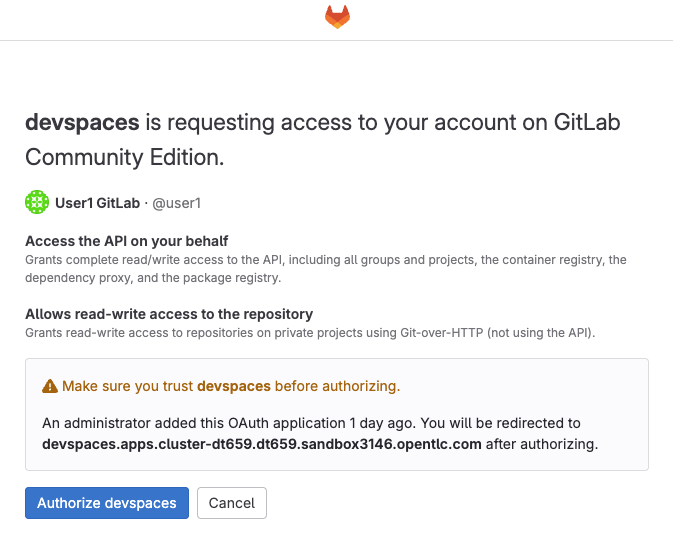 devspaces is requesting access to your account on GitLab
Community Edition.
User1 GitLab · @user1
Access the API on your behalf
Grants complete read/write access to the API, including all groups and projects, the container registry, the
dependency proxy, and the package registry.
Allows read-write access to the repository
Grants read-write access to repositories on private projects using Git-over-HTTP (not using the API).
Make sure you trust devspaces before authorizing.
An administrator added this OAuth application 1 day ago. You will be redirected to
devspaces.apps.cluster-dt659.dt659.sandbox3146.opentlc.com after authorizing.
Authorize devspaces
Cancel